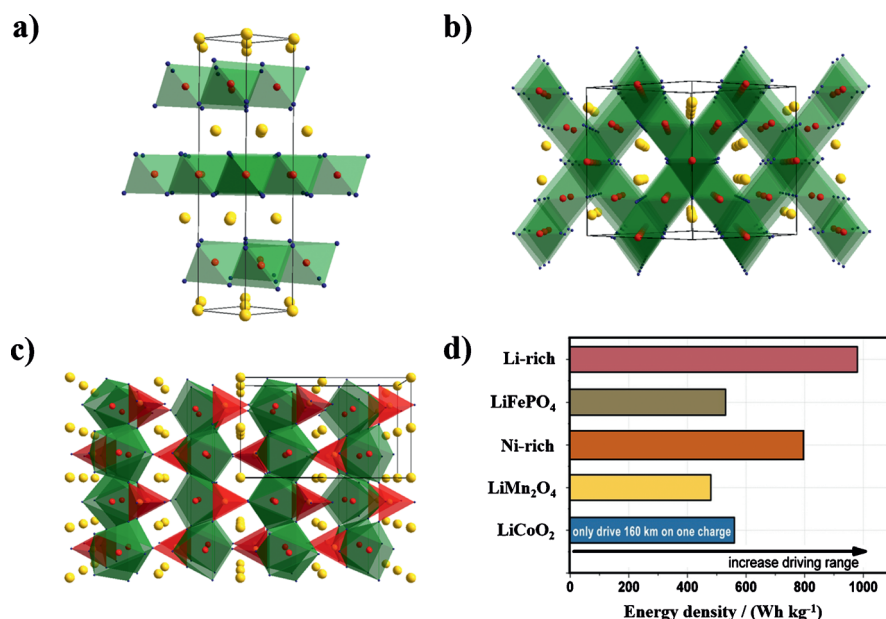 a)
b)
c)
d)
Li-rich
LiFePO₄
Ni-rich
LiMn₂O₄
LiCoO₂
only drive 160 km on one charge
increase driving range
0 200 400 600 800 1000
Energy density / (Wh kg⁻¹)